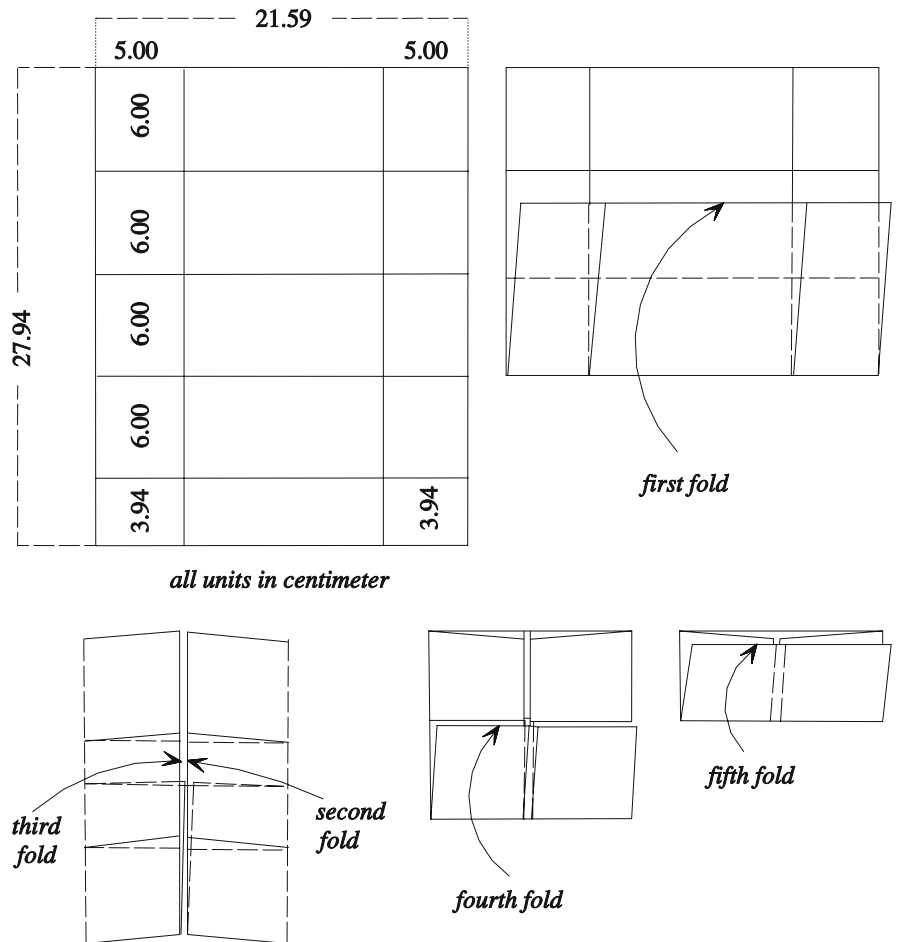 21.59
5.00 5.00
6.00
6.00
27.94
6.00
6.00
3.94 3.94
all units in centimeter
first fold
third
fold
second
fold
fourth fold
fifth fold